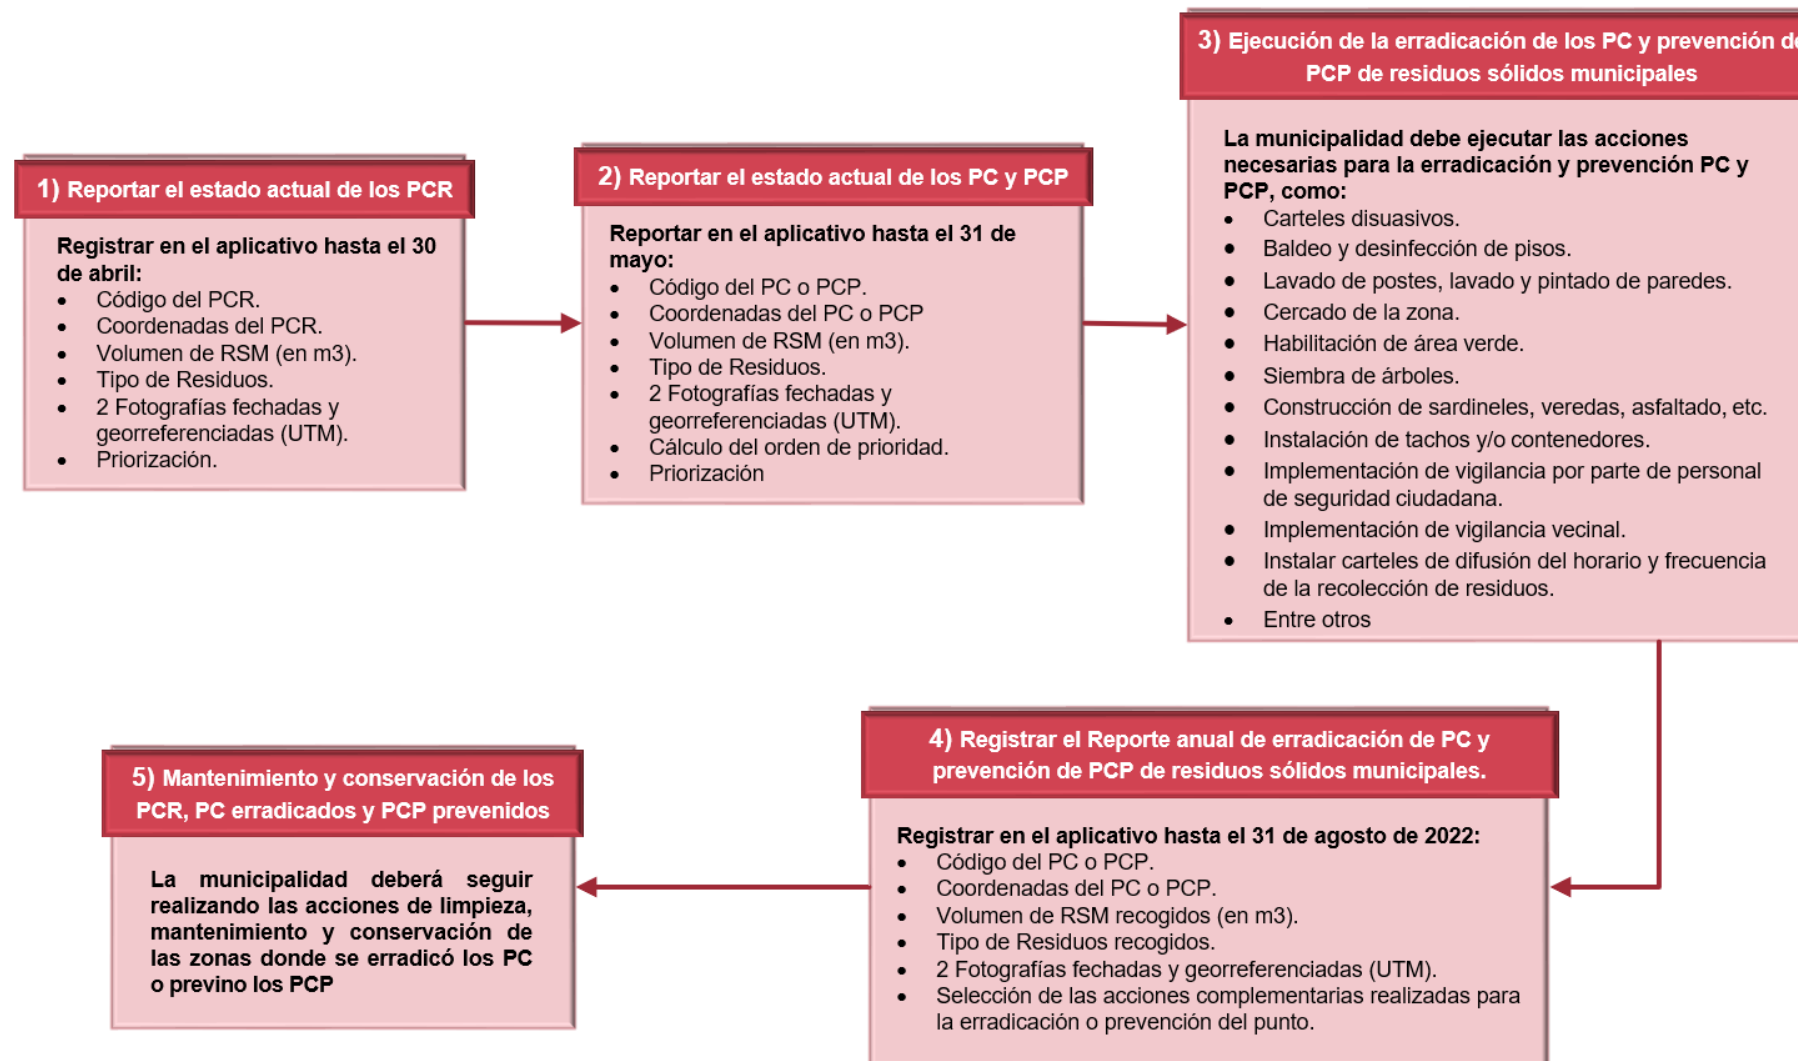 1) Reportar el estado actual de los PCR
Registrar en el aplicativo hasta el 30
de abril:
• Código del PCR.
• Coordenadas del PCR.
• Volumen de RSM (en m3).
• Tipo de Residuos.
• 2 Fotografías fechadas y
georreferenciadas (UTM).
• Priorización.
2) Reportar el estado actual de los PC y PCP
Reportar en el aplicativo hasta el 31 de
mayo:
• Código del PC o PCP.
• Coordenadas del PC o PCP
• Volumen de RSM (en m3).
• Tipo de Residuos.
• 2 Fotografías fechadas y
georreferenciadas (UTM).
• Cálculo del orden de prioridad.
• Priorización
3) Ejecución de la erradicación de los PC y prevención de
PCP de residuos sólidos municipales
La municipalidad debe ejecutar las acciones
necesarias para la erradicación y prevención PC y
PCP, como:
• Carteles disuasivos.
• Baldeo y desinfección de pisos.
• Lavado de postes, lavado y pintado de paredes.
• Cercado de la zona.
• Habilitación de área verde.
• Siembra de árboles.
• Construcción de sardineles, veredas, asfaltado, etc.
• Instalación de tachos y/o contenedores.
• Implementación de vigilancia por parte de personal
de seguridad ciudadana.
• Implementación de vigilancia vecinal.
• Instalar carteles de difusión del horario y frecuencia
de la recolección de residuos.
• Entre otros
4) Registrar el Reporte anual de erradicación de PC y
prevención de PCP de residuos sólidos municipales.
Registrar en el aplicativo hasta el 31 de agosto de 2022:
• Código del PC o PCP.
• Coordenadas del PC o PCP.
• Volumen de RSM recogidos (en m3).
• Tipo de Residuos recogidos.
• 2 Fotografías fechadas y georreferenciadas (UTM).
• Selección de las acciones complementarias realizadas para
la erradicación o prevención del punto.
5) Mantenimiento y conservación de los
PCR, PC erradicados y PCP prevenidos
La municipalidad deberá seguir
realizando las acciones de limpieza,
mantenimiento y conservación de
las zonas donde se erradicó los PC
o previno los PCP